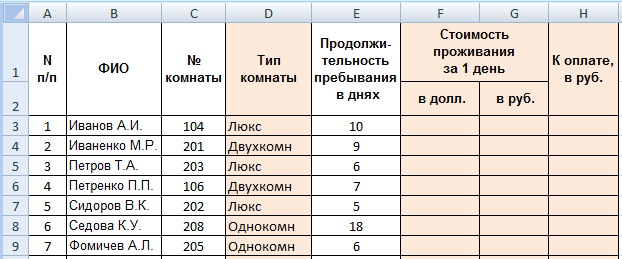 A B C D E F G H
1 N п/п ФИО № комнаты Тип комнаты Продолжи-тельность пребывания в днях Стоимость проживания за 1 день К оплате, в руб.
2 в долл. в руб.
3 1 Иванов А.И. 104 Люкс 10
4 2 Иваненко М.Р. 201 Двухкомн 9
5 3 Петров Т.А. 203 Люкс 6
6 4 Петренко П.П. 106 Двухкомн 7
7 5 Сидоров В.К. 202 Люкс 5
8 6 Седова К.У. 208 Однокомн 18
9 7 Фомичев А.Л. 205 Однокомн 6